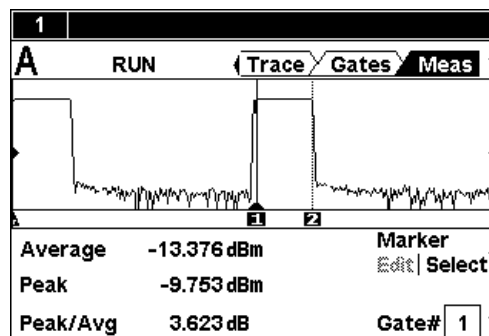 1
A RUN Trace Gates Meas
1 2
Average -13.376 dBm
Marker
Edit Select
Peak -9.753 dBm
Peak/Avg 3.623 dB
Gate# 1